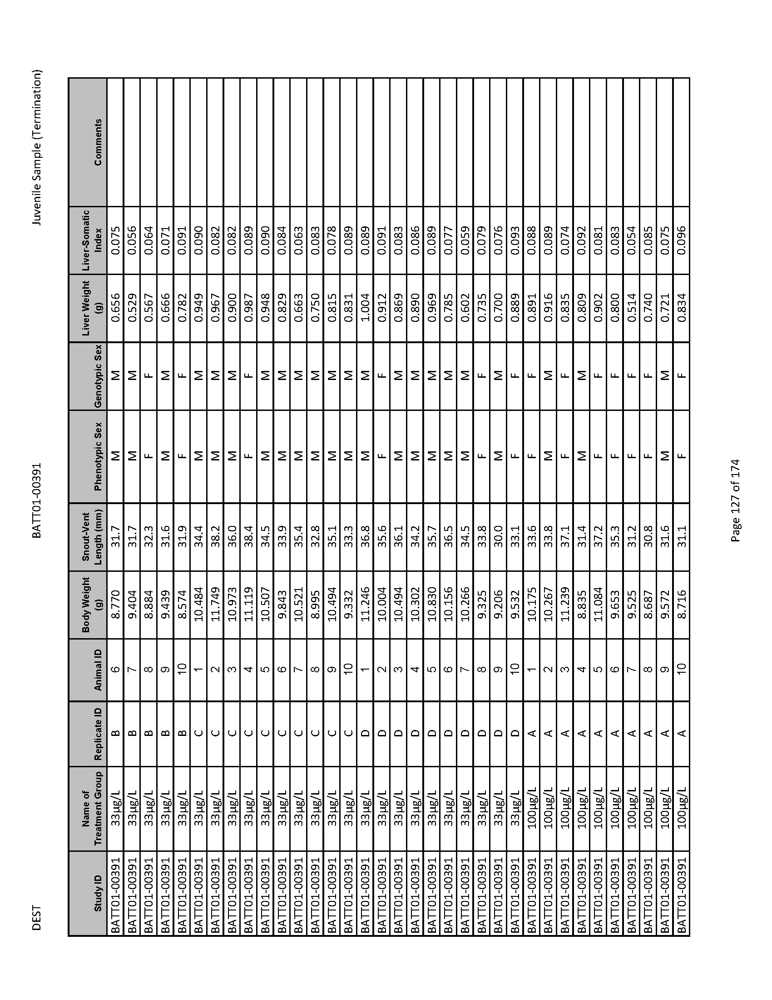 DEST BATT01-00391 Juvenile Sample (Termination)
Study ID Name of Treatment Group Replicate ID Animal ID Body Weight (g) Snout-Vent Length (mm) Phenotypic Sex Genotypic Sex Liver Weight (g) Liver-Somatic Index Comments
BATT01-00391 33µg/L B 6 8.770 31.7 M M 0.656 0.075
BATT01-00391 33µg/L B 7 9.404 31.7 M M 0.529 0.056
BATT01-00391 33µg/L B 8 8.884 32.3 F F 0.567 0.064
BATT01-00391 33µg/L B 9 9.439 31.6 M M 0.666 0.071
BATT01-00391 33µg/L B 10 8.574 31.9 F F 0.782 0.091
BATT01-00391 33µg/L C 1 10.484 34.4 M M 0.949 0.090
BATT01-00391 33µg/L C 2 11.749 38.2 M M 0.967 0.082
BATT01-00391 33µg/L C 3 10.973 36.0 M M 0.900 0.082
BATT01-00391 33µg/L C 4 11.119 38.4 F F 0.987 0.089
BATT01-00391 33µg/L C 5 10.507 34.5 M M 0.948 0.090
BATT01-00391 33µg/L C 6 9.843 33.9 M M 0.829 0.084
BATT01-00391 33µg/L C 7 10.521 35.4 M M 0.663 0.063
BATT01-00391 33µg/L C 8 8.995 32.8 M M 0.750 0.083
BATT01-00391 33µg/L C 9 10.494 35.1 M M 0.815 0.078
BATT01-00391 33µg/L C 10 9.332 33.3 M M 0.831 0.089
BATT01-00391 33µg/L D 1 11.246 36.8 M M 1.004 0.089
BATT01-00391 33µg/L D 2 10.004 35.6 F F 0.912 0.091
BATT01-00391 33µg/L D 3 10.494 36.1 M M 0.869 0.083
BATT01-00391 33µg/L D 4 10.302 34.2 M M 0.890 0.086
BATT01-00391 33µg/L D 5 10.830 35.7 M M 0.969 0.089
BATT01-00391 33µg/L D 6 10.156 36.5 M M 0.785 0.077
BATT01-00391 33µg/L D 7 10.266 34.5 M M 0.602 0.059
BATT01-00391 33µg/L D 8 9.325 33.8 F F 0.735 0.079
BATT01-00391 33µg/L D 9 9.206 30.0 M M 0.700 0.076
BATT01-00391 33µg/L D 10 9.532 33.1 F F 0.889 0.093
BATT01-00391 100µg/L A 1 10.175 33.6 F F 0.891 0.088
BATT01-00391 100µg/L A 2 10.267 33.8 M M 0.916 0.089
BATT01-00391 100µg/L A 3 11.239 37.1 F F 0.835 0.074
BATT01-00391 100µg/L A 4 8.835 31.4 M M 0.809 0.092
BATT01-00391 100µg/L A 5 11.084 37.2 F F 0.902 0.081
BATT01-00391 100µg/L A 6 9.653 35.3 F F 0.800 0.083
BATT01-00391 100µg/L A 7 9.525 31.2 F F 0.514 0.054
BATT01-00391 100µg/L A 8 8.687 30.8 F F 0.740 0.085
BATT01-00391 100µg/L A 9 9.572 31.6 M M 0.721 0.075
BATT01-00391 100µg/L A 10 8.716 31.1 F F 0.834 0.096
Page 127 of 174